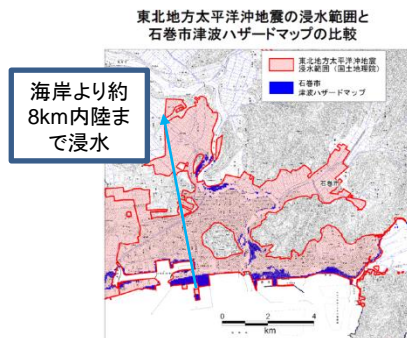 東北地方太平洋沖地震の浸水範囲と
石巻市津波ハザードマップの比較
東北地方太平洋沖地震
浸水範囲（国土地理院）
石巻市
津波ハザードマップ
海岸より約
8km内陸ま
で浸水
石巻市
0 2 4
km